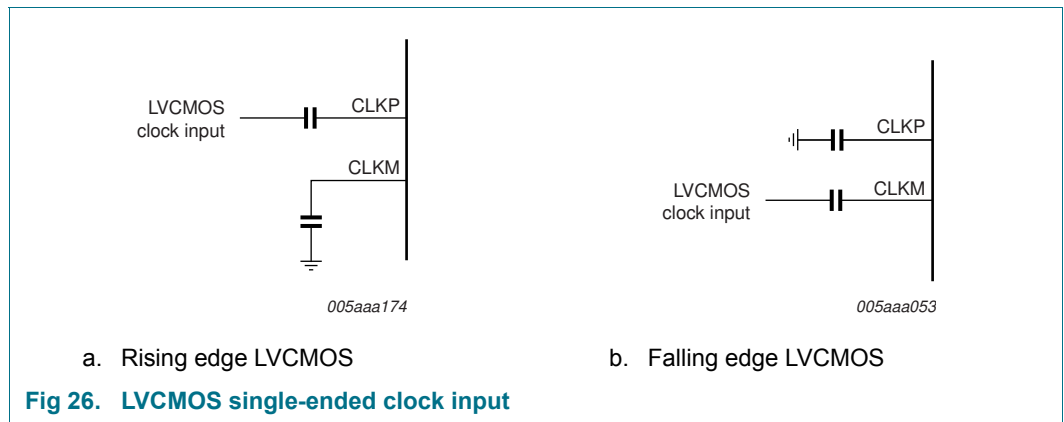 LVCMOS
clock input
CLKP
CLKM
005aaa174
a. Rising edge LVCMOS
CLKP
LVCMOS
clock input
CLKM
005aaa053
b. Falling edge LVCMOS
Fig 26. LVCMOS single-ended clock input